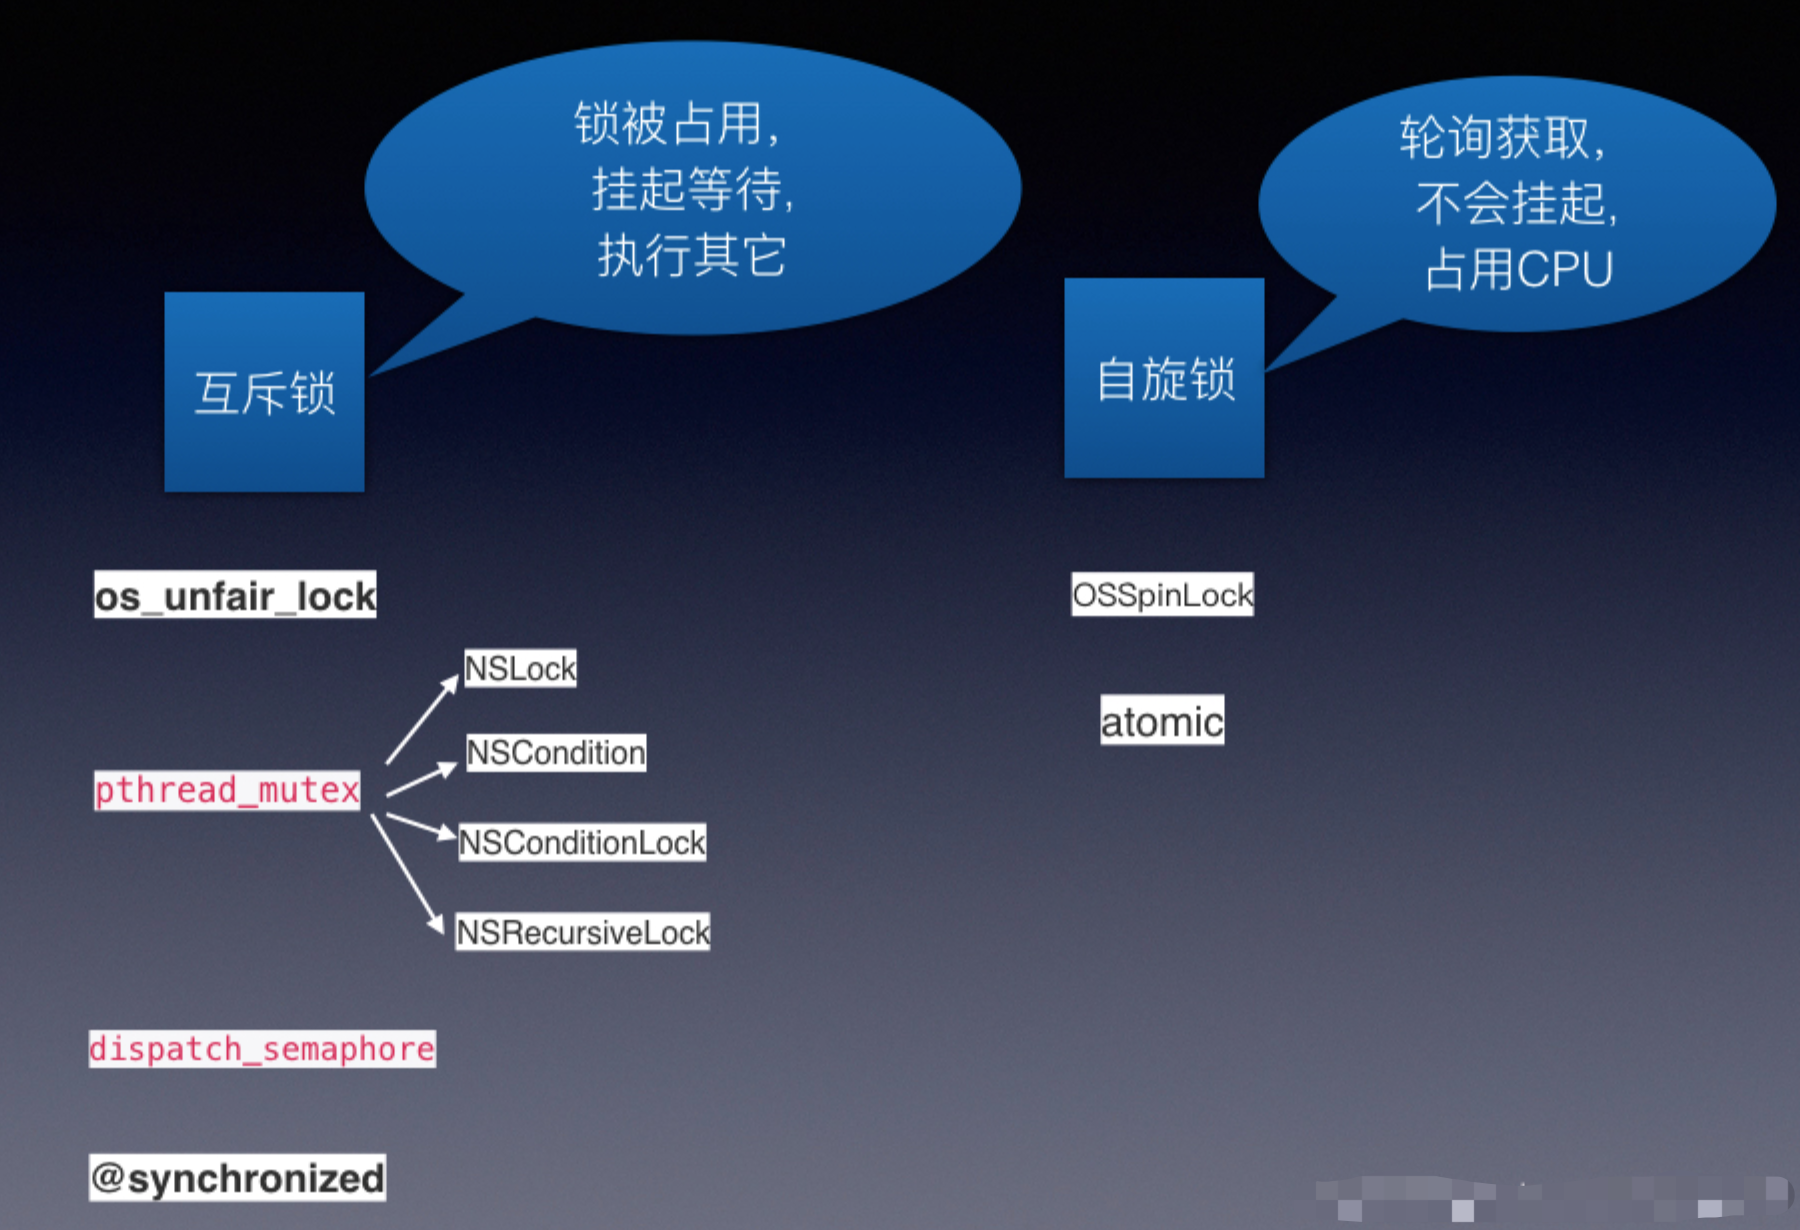 锁被占用，
挂起等待，
执行其它
轮询获取，
不会挂起，
占用CPU
互斥锁
自旋锁
os_unfair_lock
OSSpinLock
NSLock
atomic
NSCondition
pthread_mutex
NSConditionLock
NSRecursiveLock
dispatch_semaphore
@synchronized